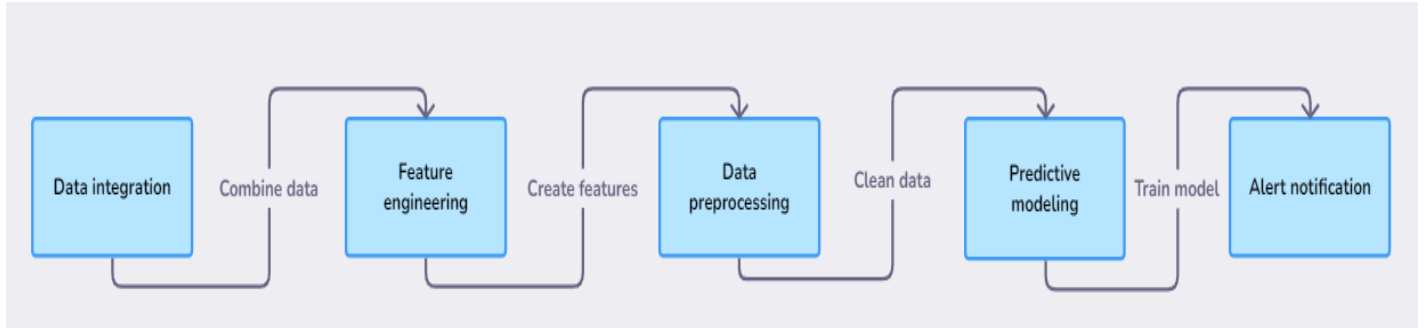 Data integration
Combine data
Feature
engineering
Create features
Data
preprocessing
Clean data
Predictive
modeling
Train model
Alert notification